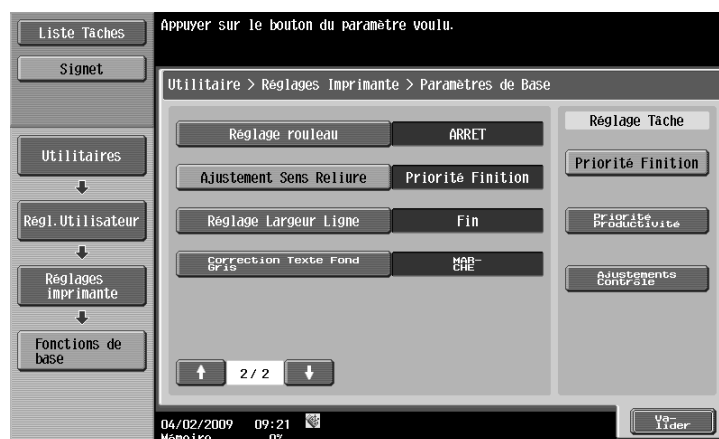 Liste Tâches
Appuyer sur le bouton du paramètre voulu.
Signet
Utilitaire > Réglages Imprimante > Paramètres de Base
Réglage rouleau
ARRET
Réglage Tâche
Utilitaires
Ajustement Sens Reliure
Priorité Finition
Priorité Finition
Régl.Utilisateur
Réglage Largeur Ligne
Fin
Priorité
Productivité
Correction Texte Fond
Gris
MAR-
CHE
Ajustements
Contrôle
Réglages
imprimante
Fonctions de
base
2/ 2
04/02/2009 09:21
Mémoire 0%
Va-
lider